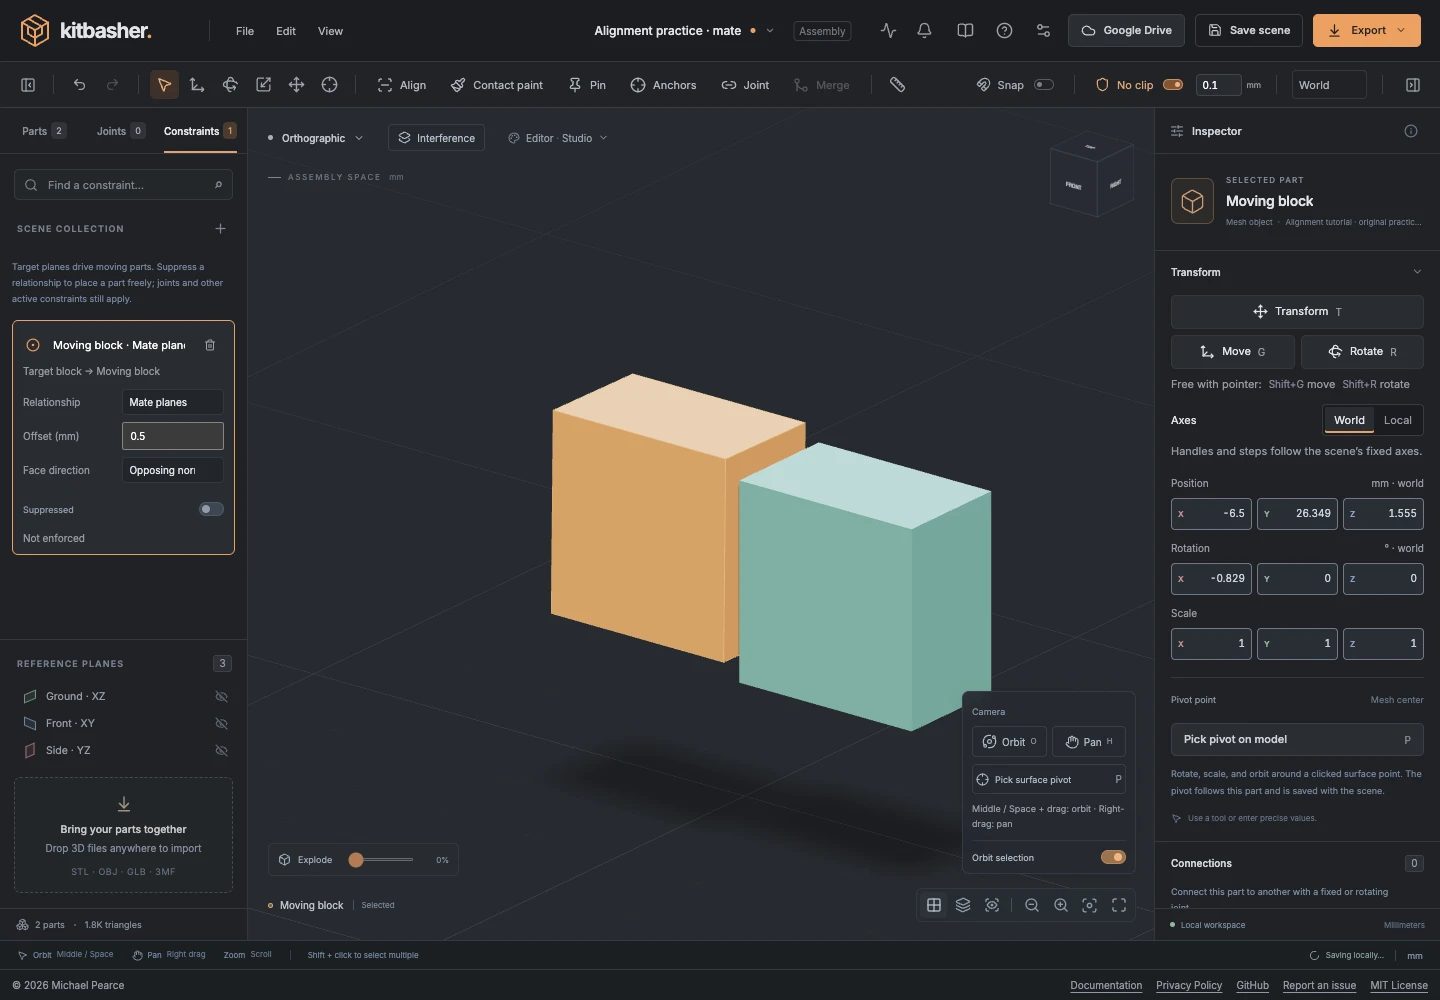 kitbasher.
File Edit View
Alignment practice · mate
Assembly
Google Drive
Save scene
Export
Align
Contact paint
Pin
Anchors
Joint
Merge
Snap
No clip
0.1 mm
World
Parts 2
Joints 0
Constraints 1
Find a constraint...
SCENE COLLECTION
Target planes drive moving parts. Suppress a
relationship to place a part freely; joints and other
active constraints still apply.
Moving block · Mate plan
Target block → Moving block
Relationship Mate planes
Offset (mm) 0.5
Face direction Opposing nor
Suppressed
Not enforced
REFERENCE PLANES 3
Ground · XZ
Front · XY
Side · YZ
Bring your parts together
Drop 3D files anywhere to import
STL · OBJ · GLB · 3MF
2 parts · 1.8K triangles
Orthographic
Interference
Editor · Studio
ASSEMBLY SPACE mm
FRONT
RIGHT
Camera
Orbit O
Pan H
Pick surface pivot P
Middle / Space + drag: orbit · Right-
drag: pan
Orbit selection
Explode 0%
Moving block Selected
Inspector
SELECTED PART
Moving block
Mesh object · Alignment tutorial · original practic...
Transform
Transform T
Move G
Rotate R
Free with pointer: Shift+G move Shift+R rotate
Axes World Local
Handles and steps follow the scene's fixed axes.
Position mm · world
X -6.5 Y 26.349 Z 1.555
Rotation ° · world
X -0.829 Y 0 Z 0
Scale
X 1 Y 1 Z 1
Pivot point Mesh center
Pick pivot on model P
Rotate, scale, and orbit around a clicked surface point. The
pivot follows this part and is saved with the scene.
Use a tool or enter precise values.
Connections 0
Connect this part to another with a fixed or rotating
joint.
Local workspace Millimeters
Orbit Middle / Space Pan Right drag Zoom Scroll Shift + click to select multiple
Saving locally... mm
© 2026 Michael Pearce
Documentation Privacy Policy GitHub Report an issue MIT License